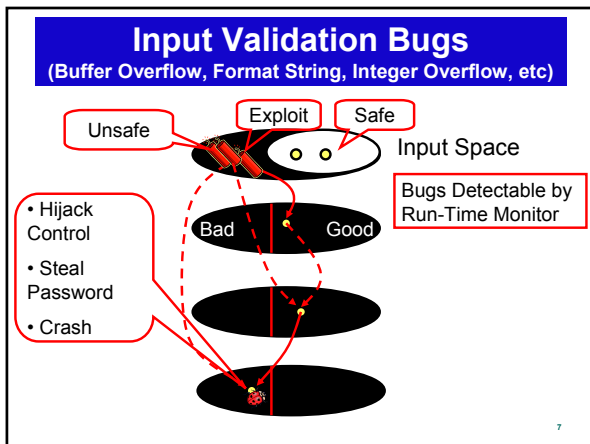 Input Validation Bugs
(Buffer Overflow, Format String, Integer Overflow, etc)
Unsafe
Exploit
Safe
Input Space
Bugs Detectable by
Run-Time Monitor
• Hijack
Control
• Steal
Password
• Crash
Bad
Good
7